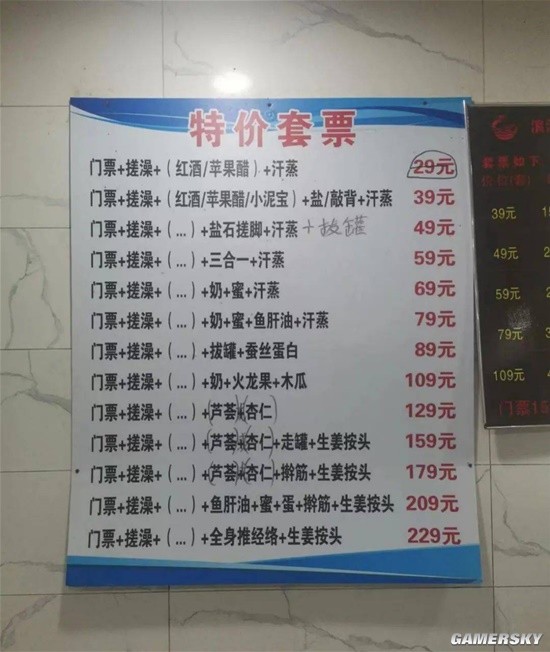 特价套票
门票+搓澡+（红酒/苹果醋）+汗蒸 29元
门票+搓澡+（红酒/苹果醋/小泥宝）+盐/敲背+汗蒸 39元
门票+搓澡+（...）+盐石搓脚+汗蒸 +拔罐 49元
门票+搓澡+（...）+三合一+汗蒸 59元
门票+搓澡+（...）+奶+蜜+汗蒸 69元
门票+搓澡+（...）+奶+蜜+鱼肝油+汗蒸 79元
门票+搓澡+（...）+拔罐+蚕丝蛋白 89元
门票+搓澡+（...）+奶+火龙果+木瓜 109元
门票+搓澡+（...）+(芦荟)(杏仁) 129元
门票+搓澡+（...）+(芦荟)(杏仁)+走罐+生姜按头 159元
门票+搓澡+（...）+(芦荟)(杏仁)+擀筋+生姜按头 179元
门票+搓澡+（...）+鱼肝油+蜜+蛋+擀筋+生姜按头 209元
门票+搓澡+（...）+全身推经络+生姜按头 229元
套票如下
39元
49元
59元
79元
109元
门票15
GAMERSKY